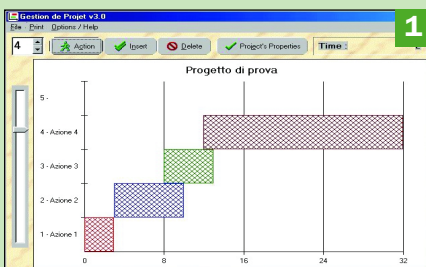 Gestion de Projet v3.0
File Print Options / Help
1
4 Action Insert Delete Project's Properties Time :
Progetto di prova
5 -
4 - Azione 4
3 - Azione 3
2 - Azione 2
1 - Azione 1
0 8 16 24 32